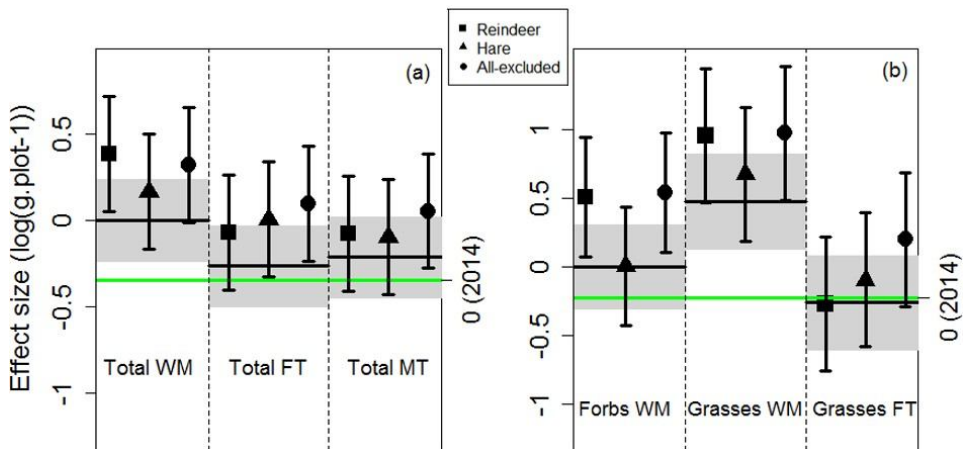 Reindeer
Hare
All-excluded
(a)
Effect size (log(g.plot-1))
0.5
0
-0.5
-1
Total WM
Total FT
Total MT
0 (2014)
(b)
1
0.5
0
-0.5
-1
Forbs WM
Grasses WM
Grasses FT
0 (2014)